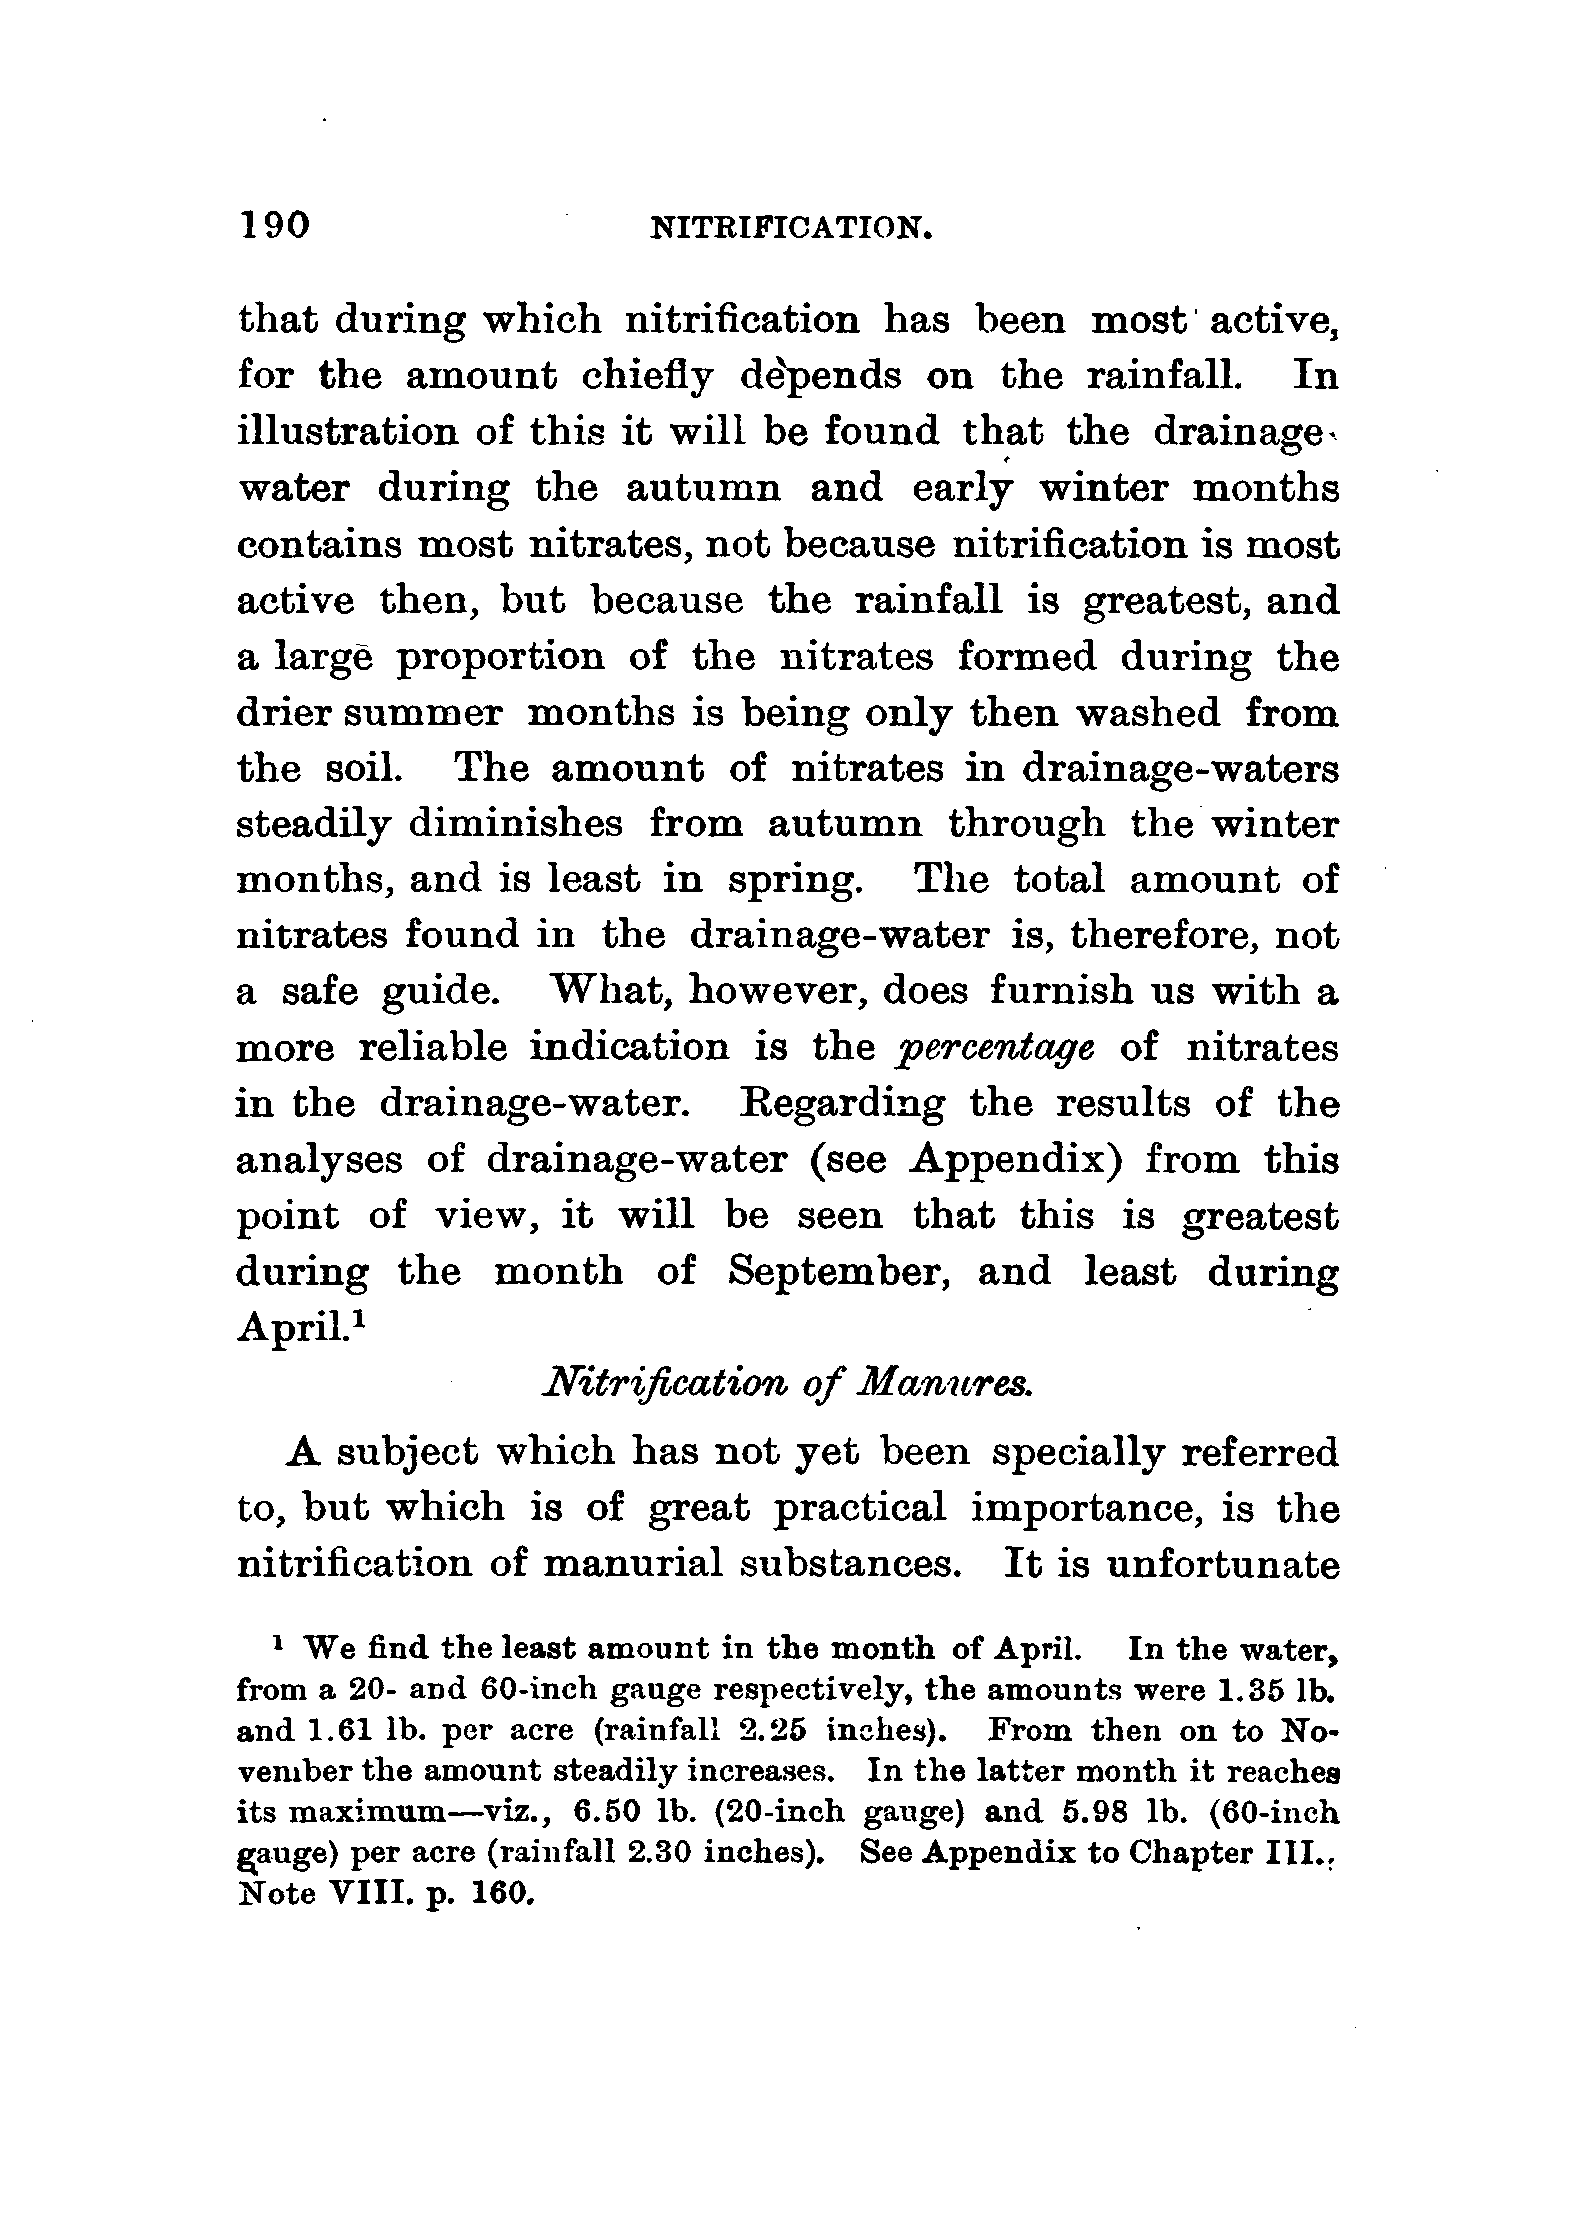 190 NITRIFICATION.
that during which nitrification has been most active,
for the amount chiefly depends on the rainfall. In
illustration of this it will be found that the drainage-
water during the autumn and early winter months
contains most nitrates, not because nitrification is most
active then, but because the rainfall is greatest, and
a large proportion of the nitrates formed during the
drier summer months is being only then washed from
the soil. The amount of nitrates in drainage-waters
steadily diminishes from autumn through the winter
months, and is least in spring. The total amount of
nitrates found in the drainage-water is, therefore, not
a safe guide. What, however, does furnish us with a
more reliable indication is the percentage of nitrates
in the drainage-water. Regarding the results of the
analyses of drainage-water (see Appendix) from this
point of view, it will be seen that this is greatest
during the month of September, and least during
April.¹
Nitrification of Manures.
A subject which has not yet been specially referred
to, but which is of great practical importance, is the
nitrification of manurial substances. It is unfortunate
¹ We find the least amount in the month of April. In the water,
from a 20- and 60-inch gauge respectively, the amounts were 1.35 lb.
and 1.61 lb. per acre (rainfall 2.25 inches). From then on to No-
vember the amount steadily increases. In the latter month it reaches
its maximum—viz., 6.50 lb. (20-inch gauge) and 5.98 lb. (60-inch
gauge) per acre (rainfall 2.30 inches). See Appendix to Chapter III.,
Note VIII. p. 160.